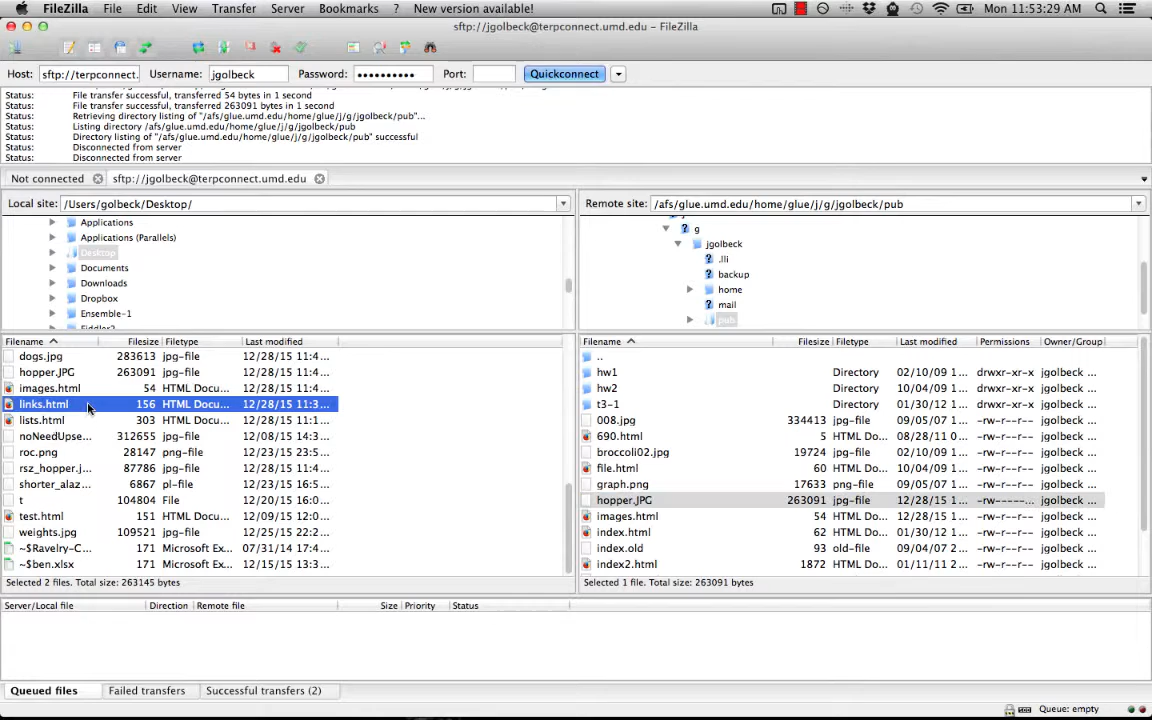 FileZilla File Edit View Transfer Server Bookmarks ? New version available! Mon 11:53:29 AM
sftp://jgolbeck@terpconnect.umd.edu - FileZilla
Host: sftp://terpconnect. Username: jgolbeck Password: •••••••••• Port: Quickconnect
Status: File transfer successful, transferred 54 bytes in 1 second
Status: File transfer successful, transferred 263091 bytes in 1 second
Status: Retrieving directory listing of "/afs/glue.umd.edu/home/glue/j/g/jgolbeck/pub"...
Status: Listing directory /afs/glue.umd.edu/home/glue/j/g/jgolbeck/pub
Status: Directory listing of "/afs/glue.umd.edu/home/glue/j/g/jgolbeck/pub" successful
Status: Disconnected from server
Status: Disconnected from server
Not connected sftp://jgolbeck@terpconnect.umd.edu
Local site: /Users/golbeck/Desktop/
Applications
Applications (Parallels)
Desktop
Documents
Downloads
Dropbox
Ensemble-1
Fiddler2
Remote site: /afs/glue.umd.edu/home/glue/j/g/jgolbeck/pub
g
jgolbeck
.lli
backup
home
mail
pub
Filename Filesize Filetype Last modified
dogs.jpg 283613 jpg-file 12/28/15 11:4...
hopper.JPG 263091 jpg-file 12/28/15 11:4...
images.html 54 HTML Docu... 12/28/15 11:4...
links.html 156 HTML Docu... 12/28/15 11:3...
lists.html 303 HTML Docu... 12/28/15 11:1...
noNeedUpse... 312655 jpg-file 12/08/15 14:3...
roc.png 28147 png-file 12/23/15 23:5...
rsz_hopper.j... 87786 jpg-file 12/28/15 11:4...
shorter_alaz... 6867 pl-file 12/23/15 16:5...
t 104804 File 12/20/15 16:0...
test.html 151 HTML Docu... 12/09/15 12:0...
weights.jpg 109521 jpg-file 12/25/15 22:2...
~$Ravelry-C... 171 Microsoft Ex... 07/31/14 17:4...
~$ben.xlsx 171 Microsoft Ex... 12/15/15 13:3...
Selected 2 files. Total size: 263145 bytes
Filename Filesize Filetype Last modified Permissions Owner/Group
..
hw1 Directory 02/10/09 1... drwxr-xr-x jgolbeck ...
hw2 Directory 10/04/09 1... drwxr-xr-x jgolbeck ...
t3-1 Directory 01/30/12 1... drwxr-xr-x jgolbeck ...
008.jpg 334413 jpg-file 09/05/07 1... -rw-r--r-- jgolbeck ...
690.html 5 HTML Do... 08/28/11 0... -rw-r--r-- jgolbeck ...
broccoli02.jpg 19724 jpg-file 09/05/07 1... -rw-r--r-- jgolbeck ...
file.html 60 HTML Do... 10/04/09 1... -rw-r--r-- jgolbeck ...
graph.png 17633 png-file 09/05/07 1... -rw-r--r-- jgolbeck ...
hopper.JPG 263091 jpg-file 12/28/15 1... -rw-----... jgolbeck ...
images.html 54 HTML Do... 12/28/15 1... -rw-r--r-- jgolbeck ...
index.html 62 HTML Do... 01/30/12 1... -rw-r--r-- jgolbeck ...
index.old 93 old-file 09/04/07 2... -rw-r--r-- jgolbeck ...
index2.html 1872 HTML Do... 01/11/11 2... -rw-r--r-- jgolbeck ...
Selected 1 file. Total size: 263091 bytes
Server/Local file Direction Remote file Size Priority Status
Queued files Failed transfers Successful transfers (2)
Queue: empty